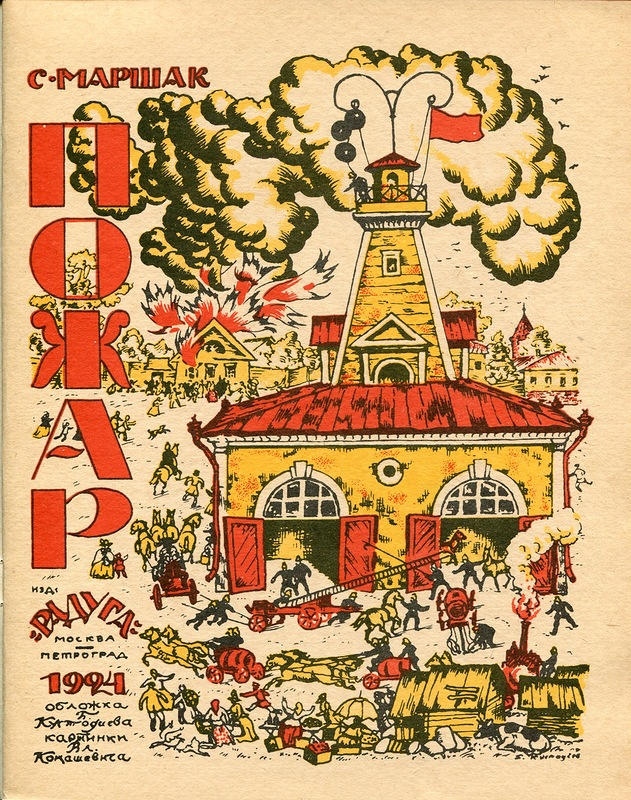 С·МАРШАК
ПОЖАР
ИЗД:
„РАДУГА“
МОСКВА
ПЕТРОГРАД
1924
обложка
Б.
Кустодиева
картинки
Вл.
Конашевича